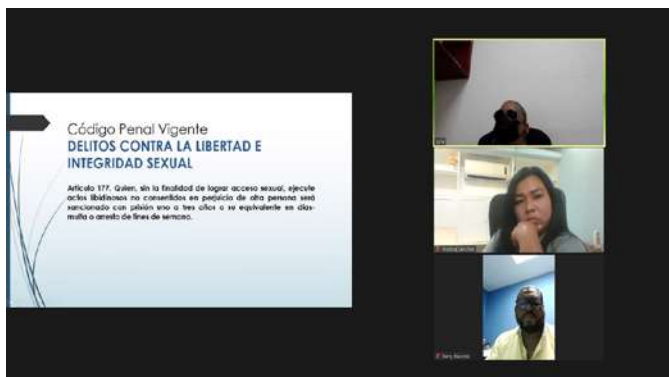 Código Penal Vigente
DELITOS CONTRA LA LIBERTAD E
INTEGRIDAD SEXUAL
Artículo 177. Quien, sin la finalidad de lograr acceso sexual, ejecute
actos libidinosos no consentidos en perjuicio de otra persona será
sancionado con prisión uno a tres años o su equivalente en días-
multa o arresto de fines de semana.